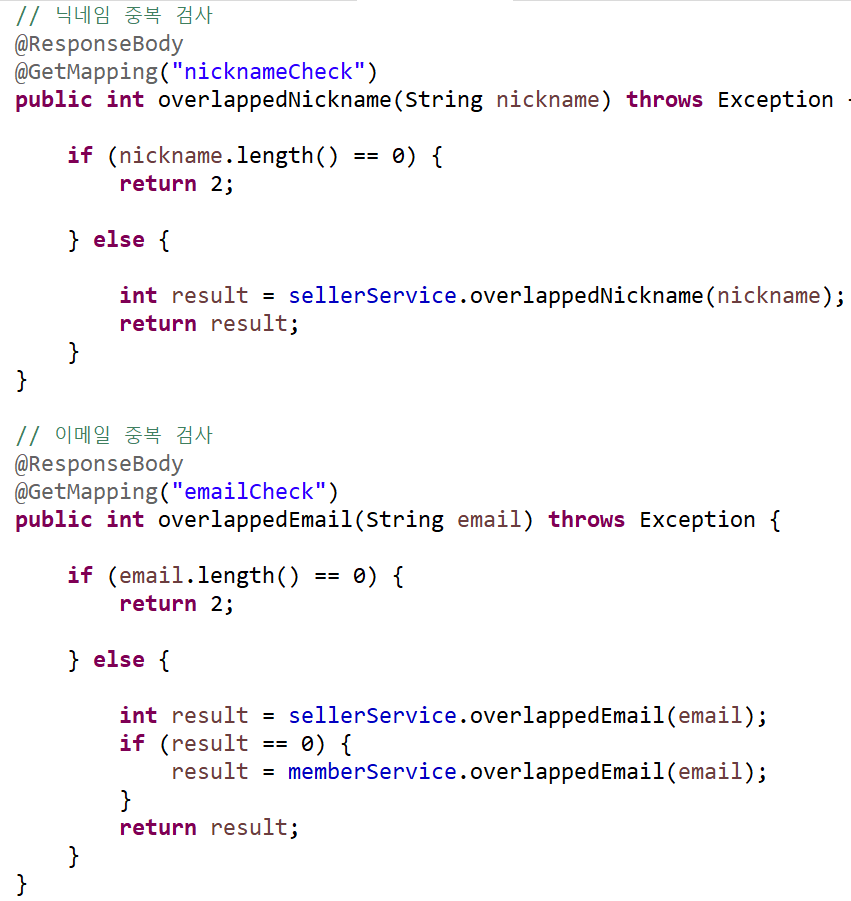 // 닉네임 중복 검사
@ResponseBody
@GetMapping("nicknameCheck")
public int overlappedNickname(String nickname) throws Exception
if (nickname.length() == 0) {
return 2;
} else {
int result = sellerService.overlappedNickname(nickname);
return result;
}
}
// 이메일 중복 검사
@ResponseBody
@GetMapping("emailCheck")
public int overlappedEmail(String email) throws Exception {
if (email.length() == 0) {
return 2;
} else {
int result = sellerService.overlappedEmail(email);
if (result == 0) {
result = memberService.overlappedEmail(email);
}
return result;
}
}